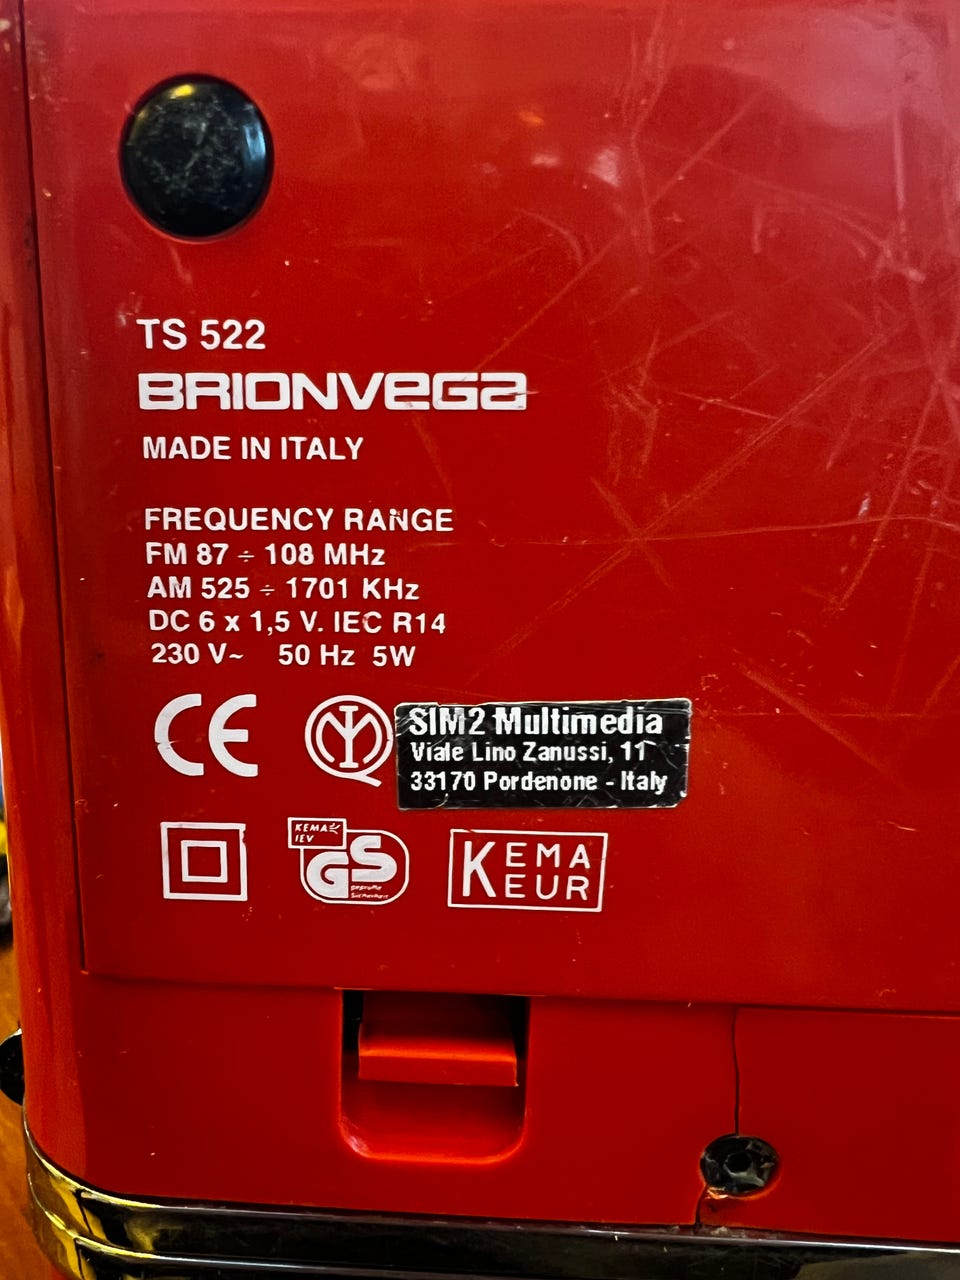 TS 522
BRIONVEGA
MADE IN ITALY
FREQUENCY RANGE
FM 87 ÷ 108 MHz
AM 525 ÷ 1701 KHz
DC 6 x 1,5 V. IEC R14
230 V~ 50 Hz 5W
CE
SIM2 Multimedia
Viale Lino Zanussi, 11
33170 Pordenone - Italy
KEMA
IEV
GS
KEMA
EUR